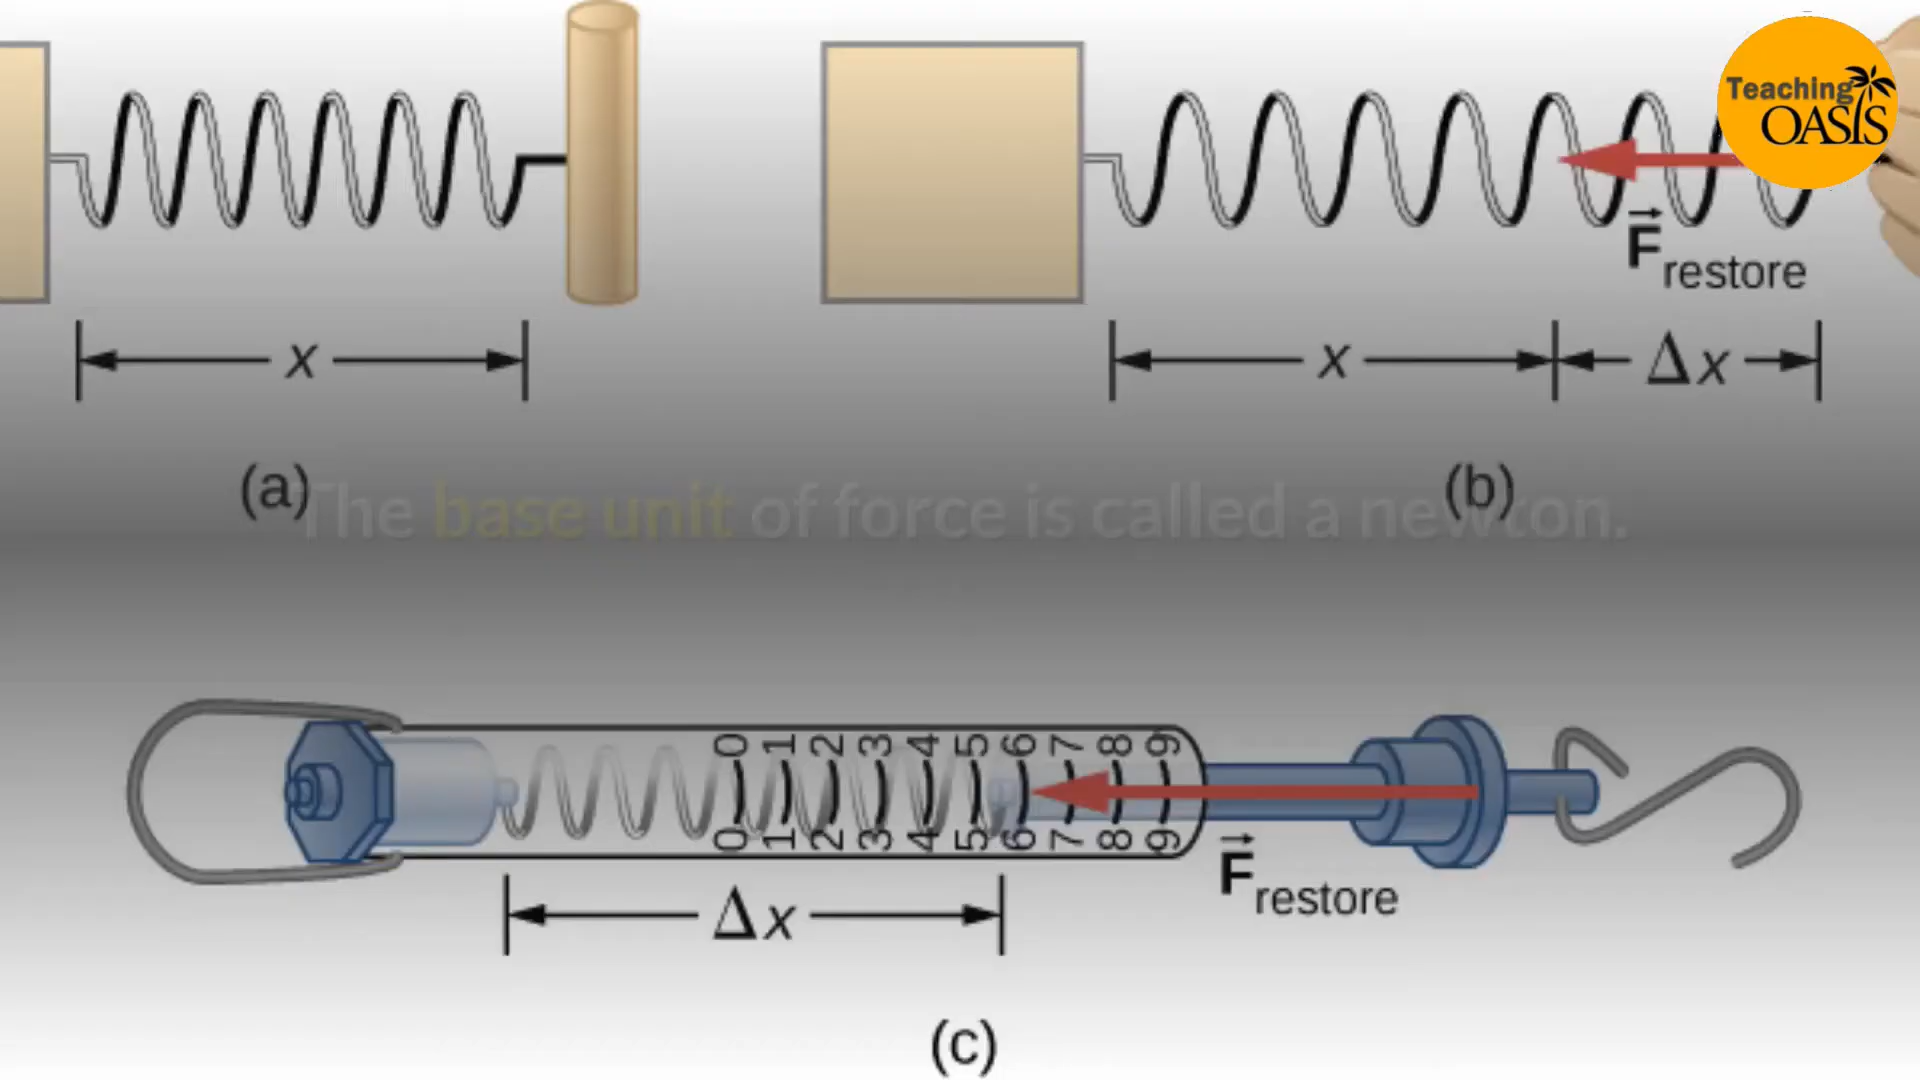 Teaching
OASIS
F restore
x
x
Δx
(a)
(b)
The base unit of force is called a newton.
0 1 2 3 4 5 6 7 8 9
0 1 2 3 4 5 6 7 8 9
F restore
Δx
(c)